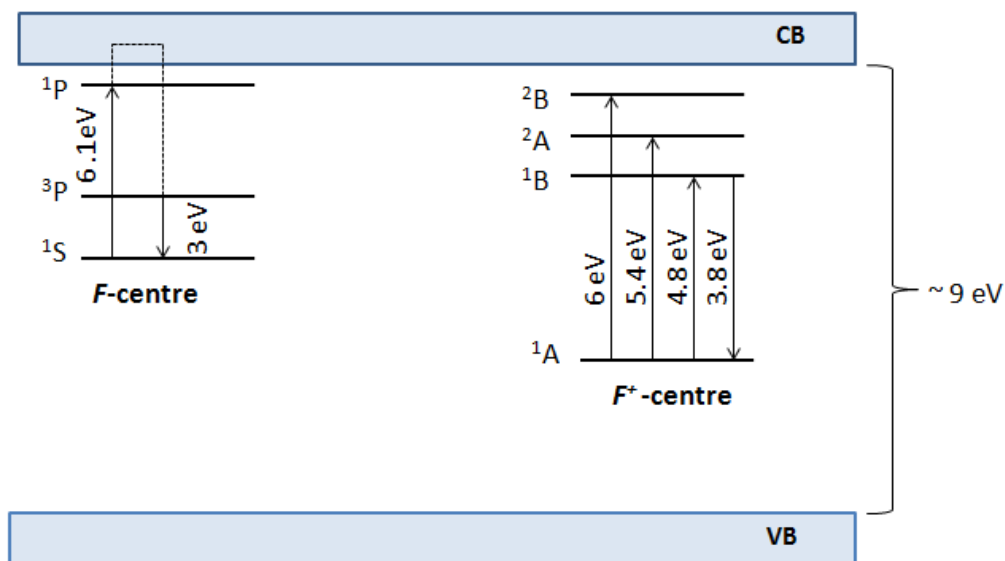 CB
¹P
6.1eV
³P
¹S
3 eV
F-centre
²B
²A
¹B
6 eV
5.4 eV
4.8 eV
3.8 eV
¹A
F⁺-centre
~ 9 eV
VB